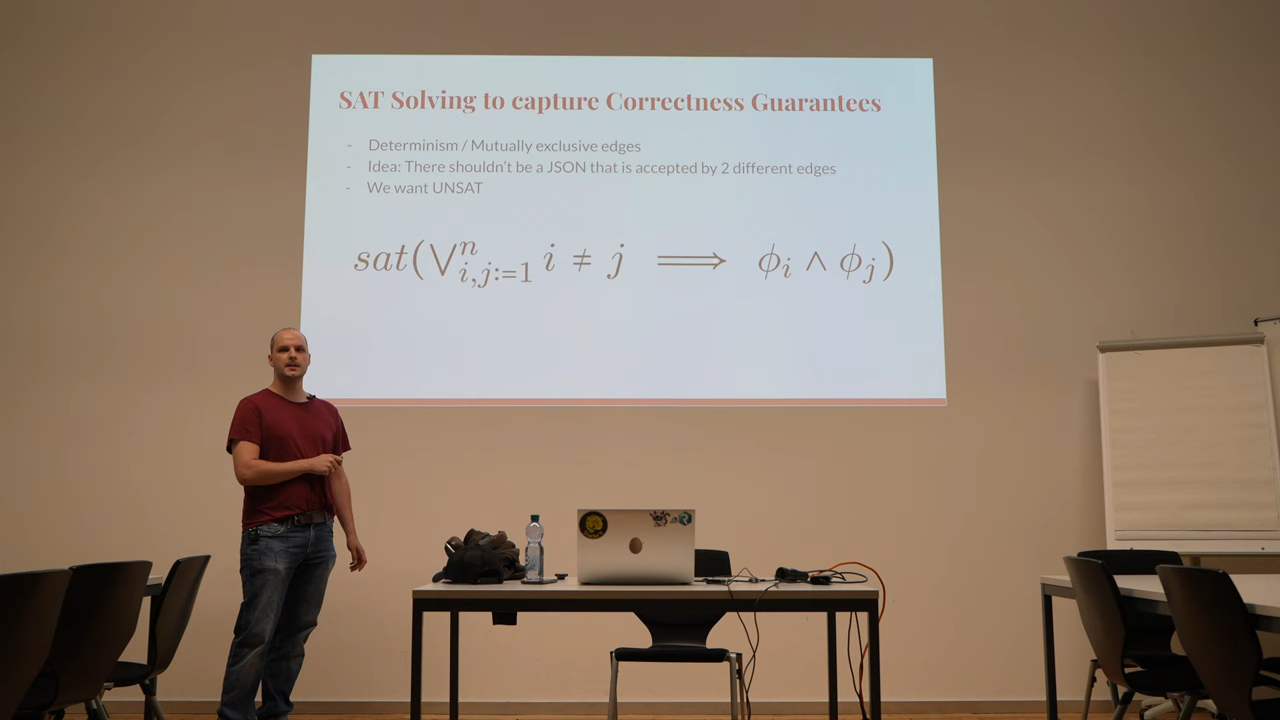 SAT Solving to capture Correctness Guarantees
- Determinism / Mutually exclusive edges
- Idea: There shouldn't be a JSON that is accepted by 2 different edges
- We want UNSAT
sat(⋁ⁿᵢ,ⱼ:=₁ i ≠ j ⟹ ϕᵢ ∧ ϕⱼ)